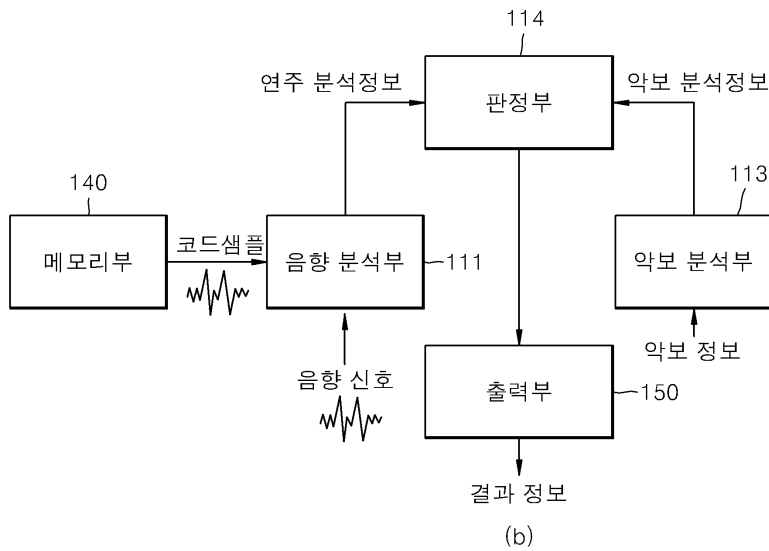 114
연주 분석정보
판정부
악보 분석정보
140
113
메모리부
코드샘플
음향 분석부
111
악보 분석부
음향 신호
악보 정보
출력부
150
결과 정보
(b)